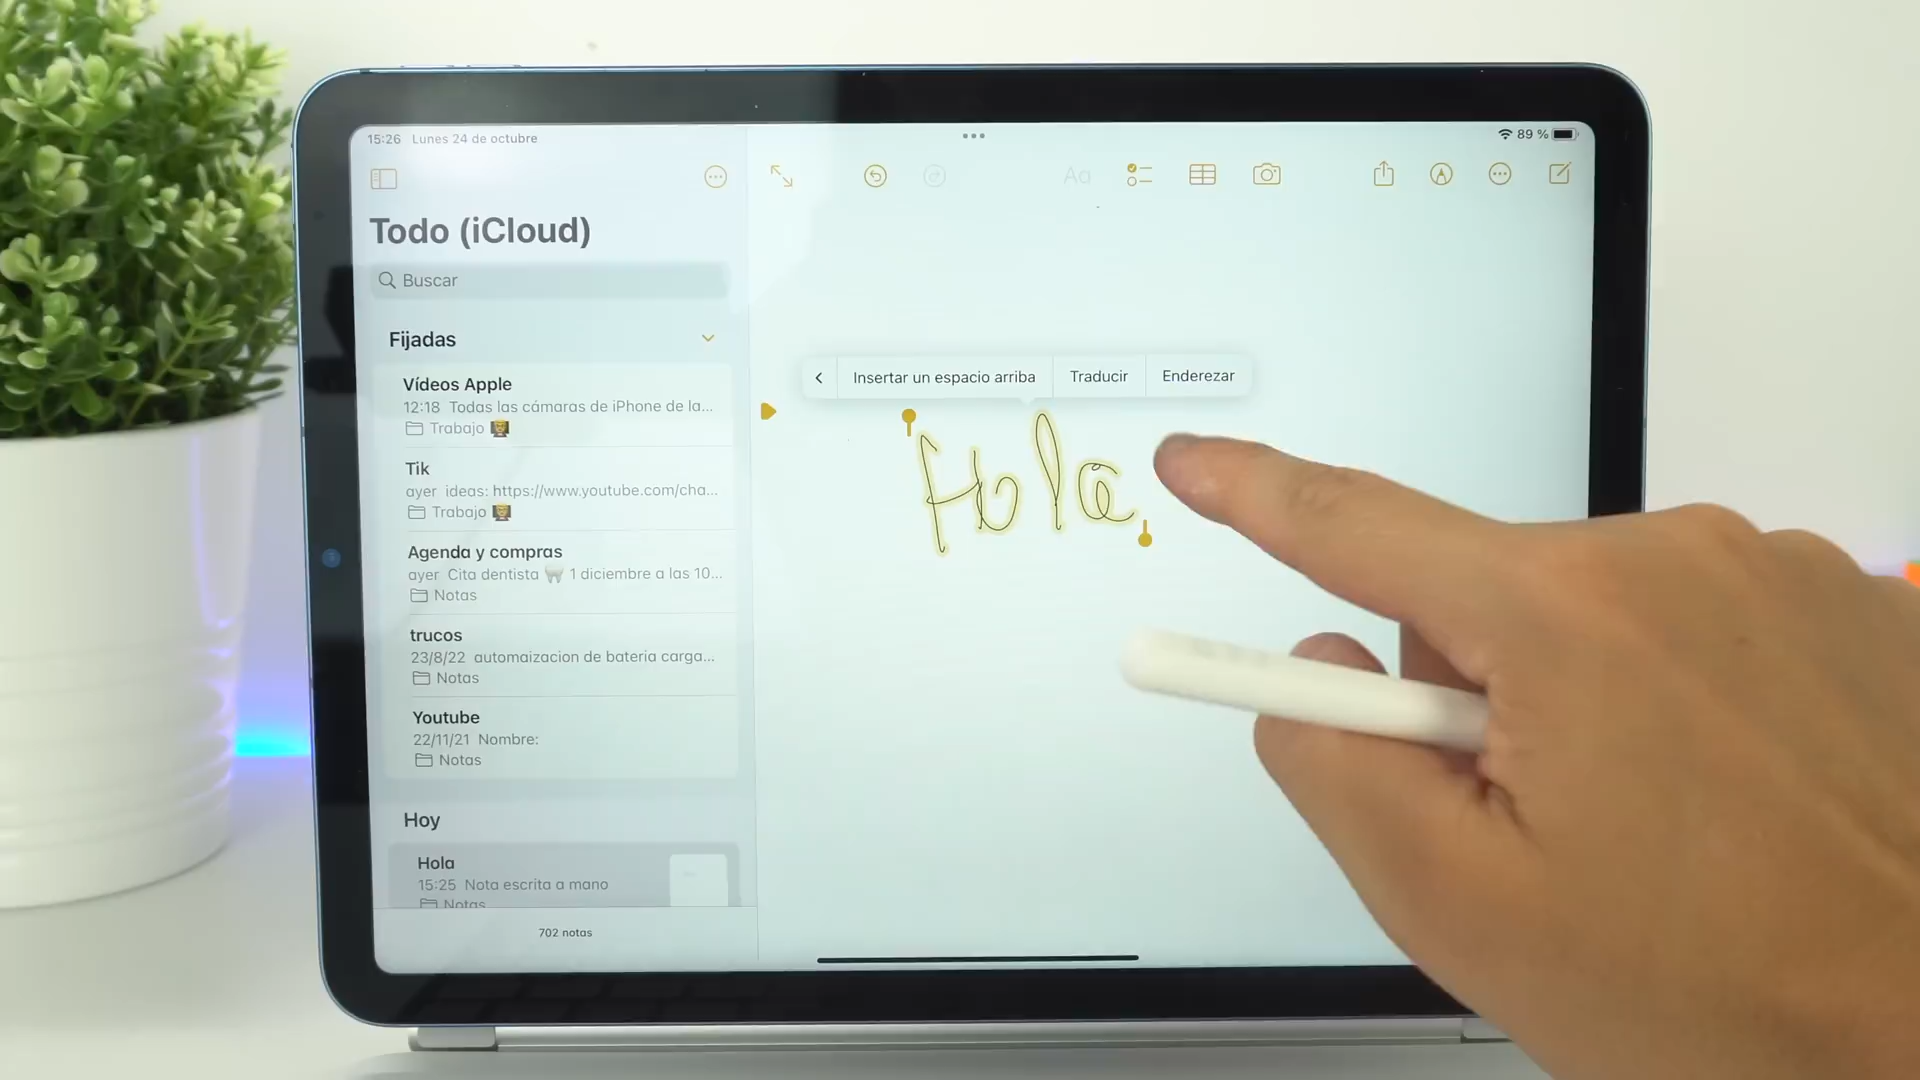 15:26 Lunes 24 de octubre
89 %
Todo (iCloud)
Aa
Buscar
Fijadas
Vídeos Apple
12:18 Todas las cámaras de iPhone de la...
Trabajo
Tik
ayer ideas: https://www.youtube.com/cha...
Trabajo
Agenda y compras
ayer Cita dentista 🦷 1 diciembre a las 10...
Notas
trucos
23/8/22 automaizacion de bateria carga...
Notas
Youtube
22/11/21 Nombre:
Notas
Hoy
Hola
15:25 Nota escrita a mano
Notas
702 notas
Insertar un espacio arriba Traducir Enderezar
Hola